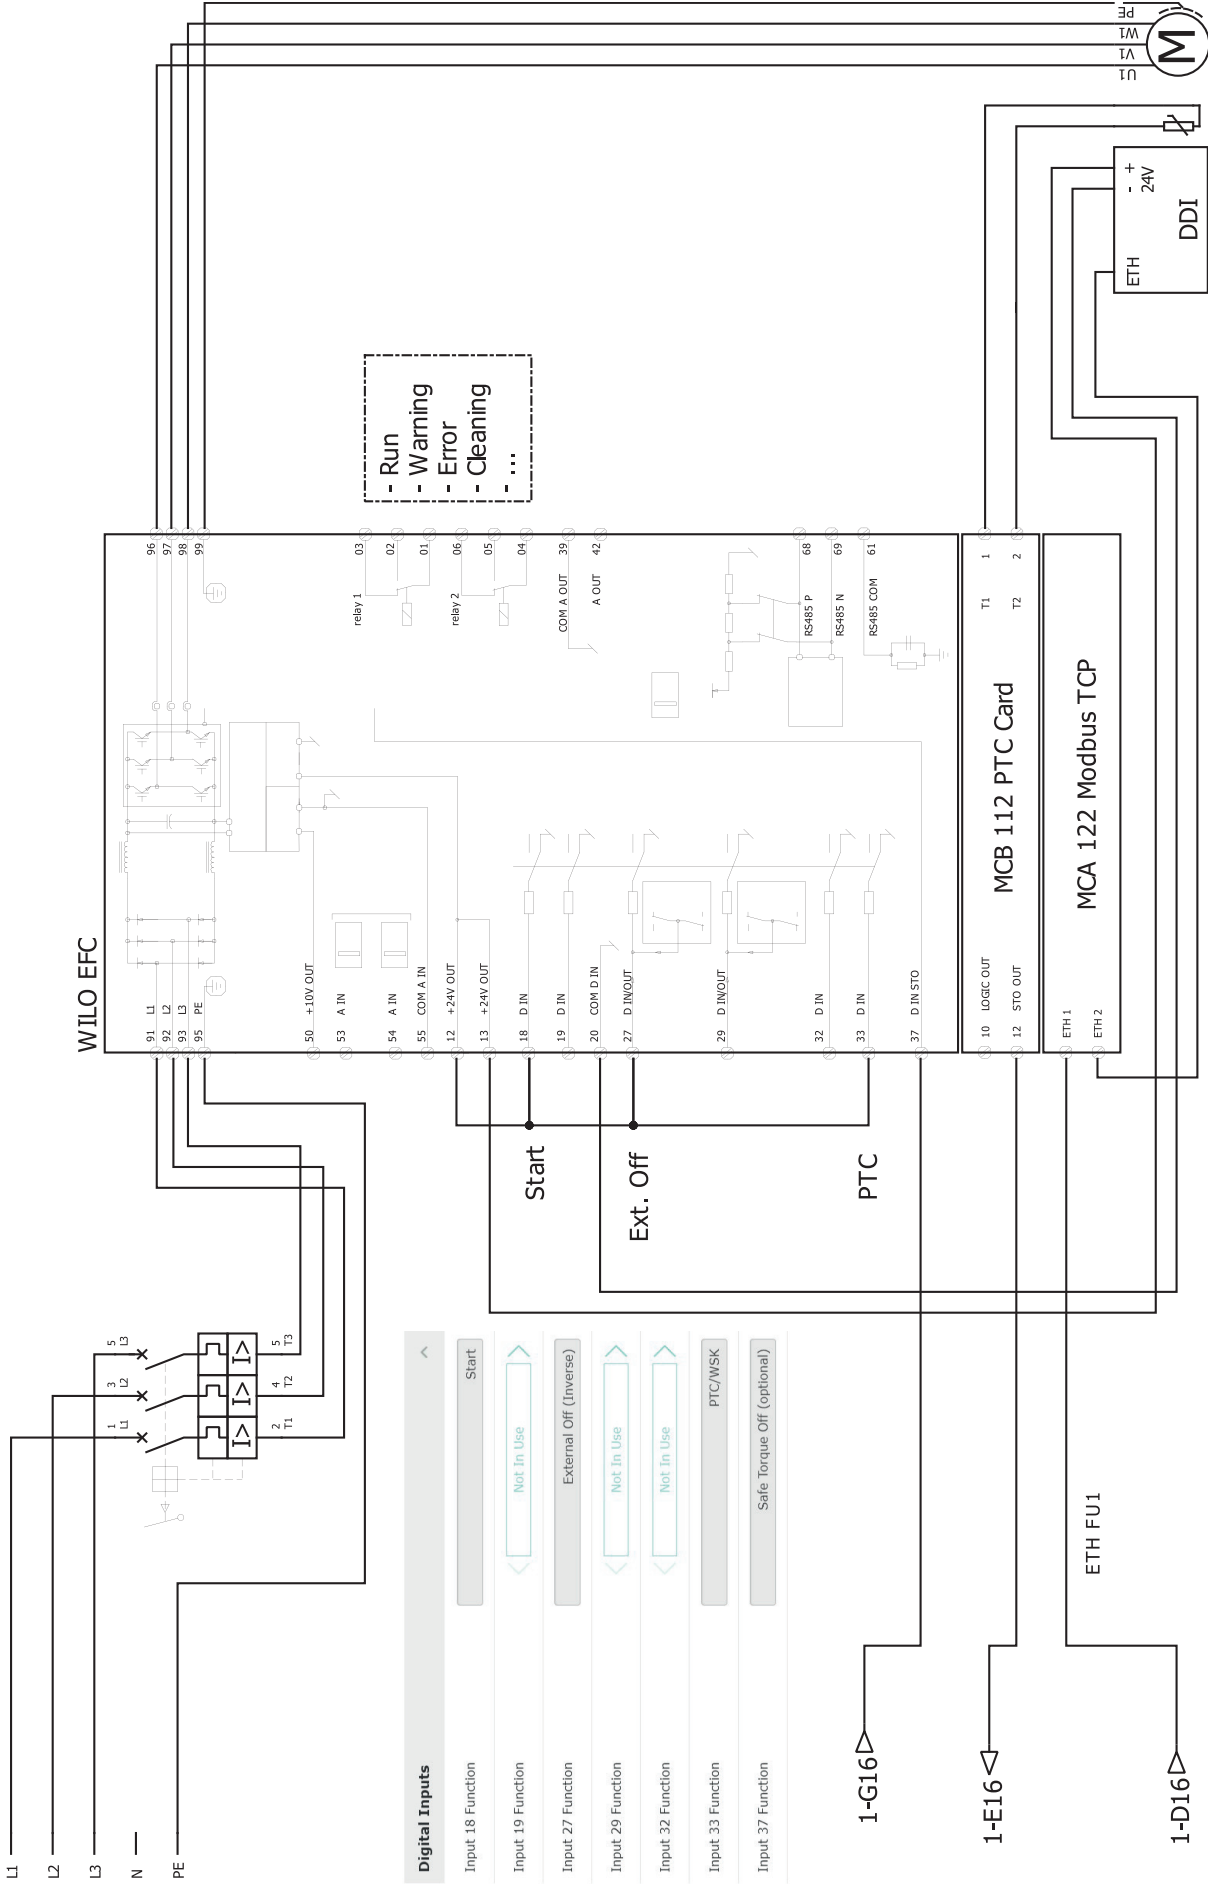 L1
L2
L3
N
PE
1 L1
3 L2
5 L3
2 T1
4 T2
5 T3
I>
I>
I>
WILO EFC
91 L1
92 L2
93 L3
95 PE
50 +10V OUT
53 A IN
54 A IN
55 COM A IN
12 +24V OUT
13 +24V OUT
18 D IN
19 D IN
20 COM D IN
27 D IN/OUT
29 D IN/OUT
32 D IN
33 D IN
37 D IN STO
96
97
98
99
relay 1
03
02
01
relay 2
06
05
04
COM A OUT 39
A OUT 42
RS485 P 68
RS485 N 69
RS485 COM 61
- Run
- Warning
- Error
- Cleaning
- ...
MCB 112 PTC Card
10 LOGIC OUT
12 STO OUT
T1 1
T2 2
MCA 122 Modbus TCP
ETH 1
ETH 2
Start
Ext. Off
PTC
Digital Inputs
Input 18 Function Start
Input 19 Function Not In Use
Input 27 Function External Off (Inverse)
Input 29 Function Not In Use
Input 32 Function Not In Use
Input 33 Function PTC/WSK
Input 37 Function Safe Torque Off (optional)
1-G16
1-E16
1-D16
ETH FU1
PE
W1
V1
U1
M
ETH
- +
24V
DDI